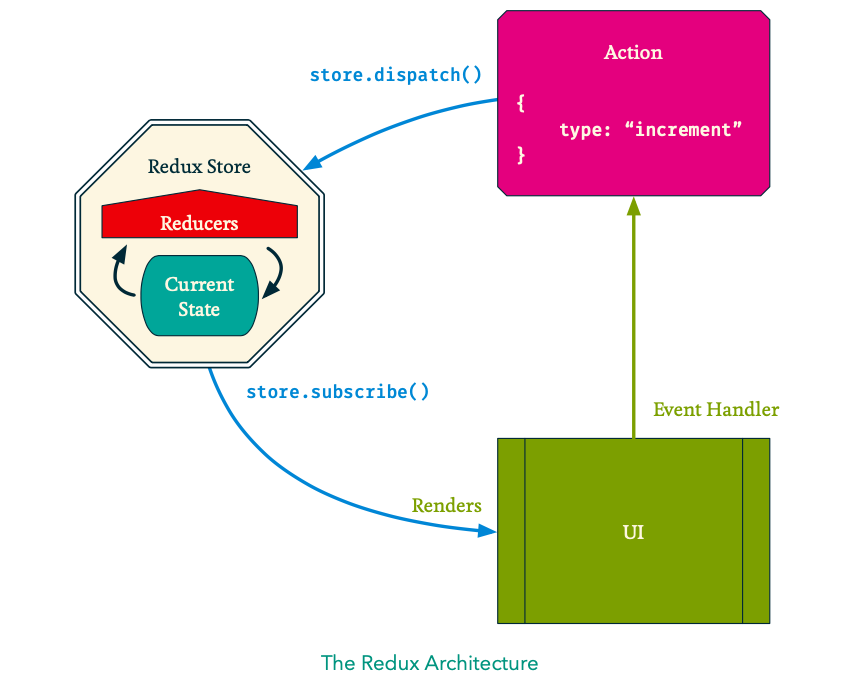 Action
store.dispatch()
{
type: “increment”
}
Redux Store
Reducers
Current
State
store.subscribe()
Event Handler
Renders
UI
The Redux Architecture